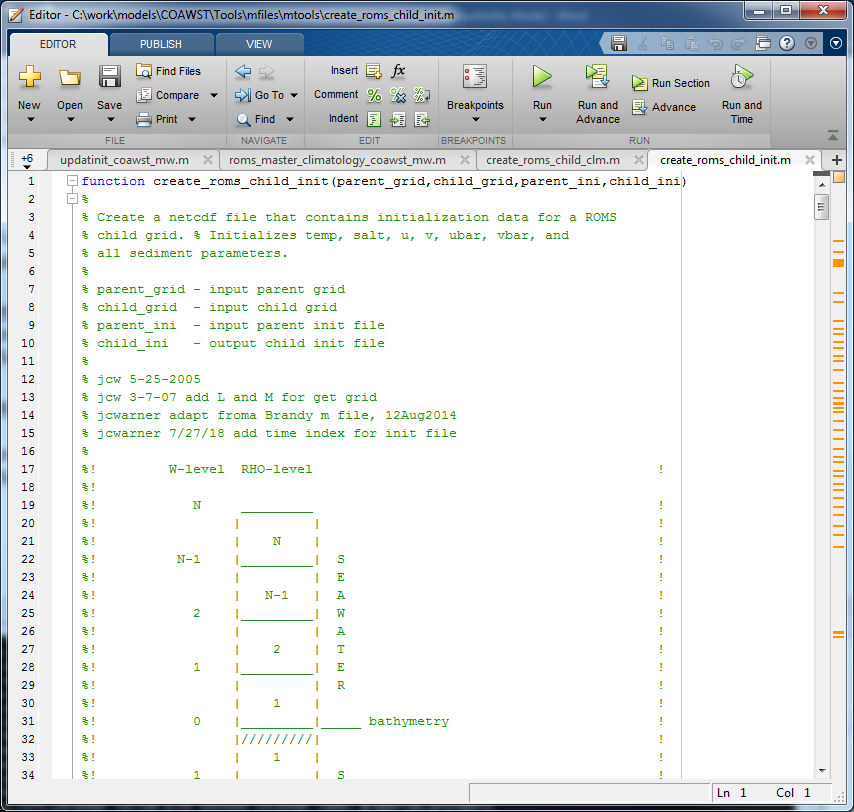 Editor - C:\work\models\COAWST\Tools\mfiles\mtools\create_roms_child_init.m
EDITOR PUBLISH VIEW
New Open Save Find Files Compare Print
Go To Find
Insert fx Comment Indent
Breakpoints
Run Run and Advance Run Section Advance Run and Time
FILE NAVIGATE EDIT BREAKPOINTS RUN
+6 updatinit_coawst_mw.m roms_master_climatology_coawst_mw.m create_roms_child_clm.m create_roms_child_init.m
1 function create_roms_child_init(parent_grid,child_grid,parent_ini,child_ini)
2 %
3 % Create a netcdf file that contains initialization data for a ROMS
4 % child grid. % Initializes temp, salt, u, v, ubar, vbar, and
5 % all sediment parameters.
6 %
7 % parent_grid - input parent grid
8 % child_grid  - input child grid
9 % parent_ini  - input parent init file
10 % child_ini   - output child init file
11 %
12 % jcw 5-25-2005
13 % jcw 3-7-07 add L and M for get grid
14 % jcwarner adapt froma Brandy m file, 12Aug2014
15 % jcwarner 7/27/18 add time index for init file
16 %
17 %!         W-level  RHO-level                                           !
18 %!
19 %!            N     _________                                           !
20 %!                 |         |                                          !
21 %!                 |    N    |                                          !
22 %!          N-1    |_________|  S                                       !
23 %!                 |         |  E                                       !
24 %!                 |   N-1   |  A                                       !
25 %!            2    |_________|  W                                       !
26 %!                 |         |  A                                       !
27 %!                 |    2    |  T                                       !
28 %!            1    |_________|  E                                       !
29 %!                 |         |  R                                       !
30 %!                 |    1    |                                          !
31 %!            0    |_________|_____ bathymetry                          !
32 %!                 |/////////|                                          !
33 %!                 |    1    |                                          !
34 %!            1    |         |  S                                       !
Ln 1 Col 1